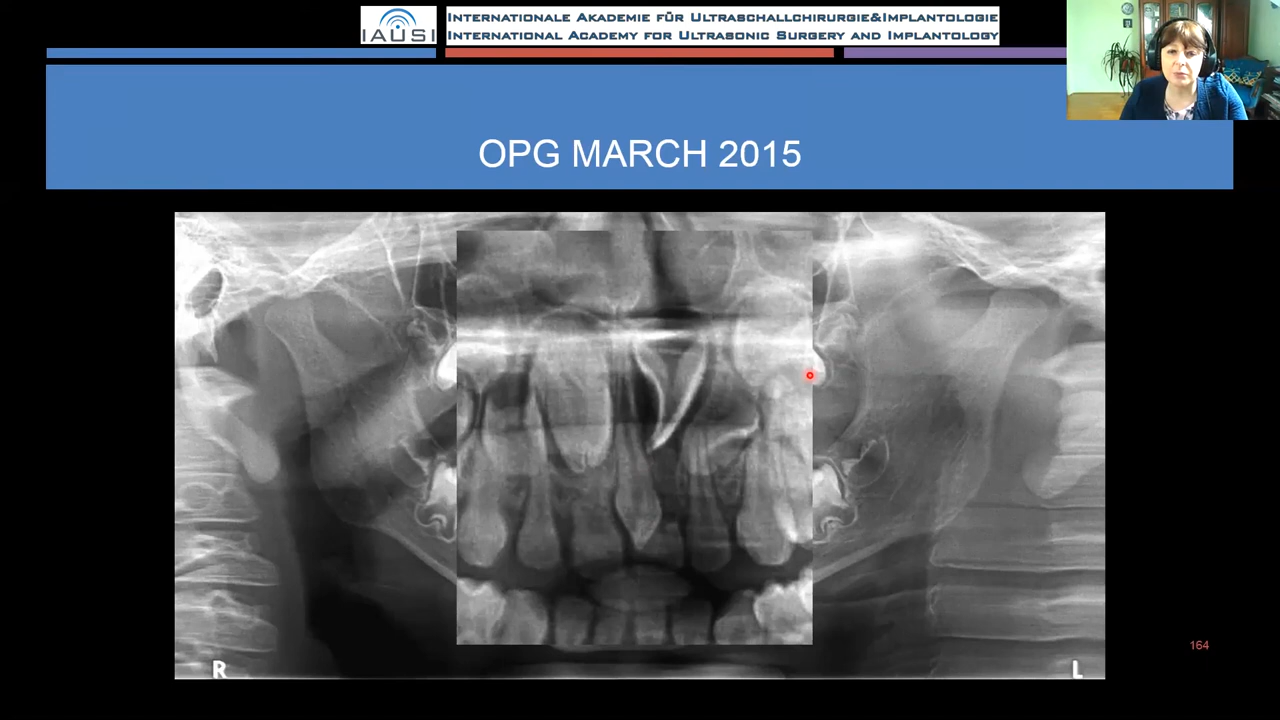 IAUSI
Internationale Akademie für Ultraschallchirurgie&Implantologie
International Academy for Ultrasonic Surgery and Implantology
OPG MARCH 2015
164
R
L